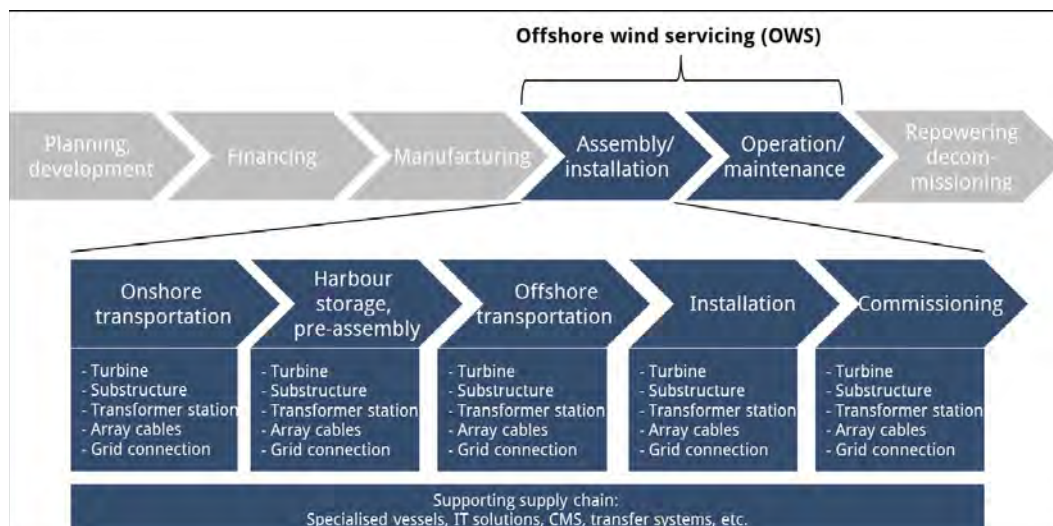 Offshore wind servicing (OWS)
Planning,
development
Financing
Manufacturing
Assembly/
installation
Operation/
maintenance
Repowering
decom-
missioning
Onshore
transportation
Harbour
storage,
pre-assembly
Offshore
transportation
Installation
Commissioning
- Turbine
- Substructure
- Transformer station
- Array cables
- Grid connection
- Turbine
- Substructure
- Transformer station
- Array cables
- Grid connection
- Turbine
- Substructure
- Transformer station
- Array cables
- Grid connection
- Turbine
- Substructure
- Transformer station
- Array cables
- Grid connection
- Turbine
- Substructure
- Transformer station
- Array cables
- Grid connection
Supporting supply chain:
Specialised vessels, IT solutions, CMS, transfer systems, etc.